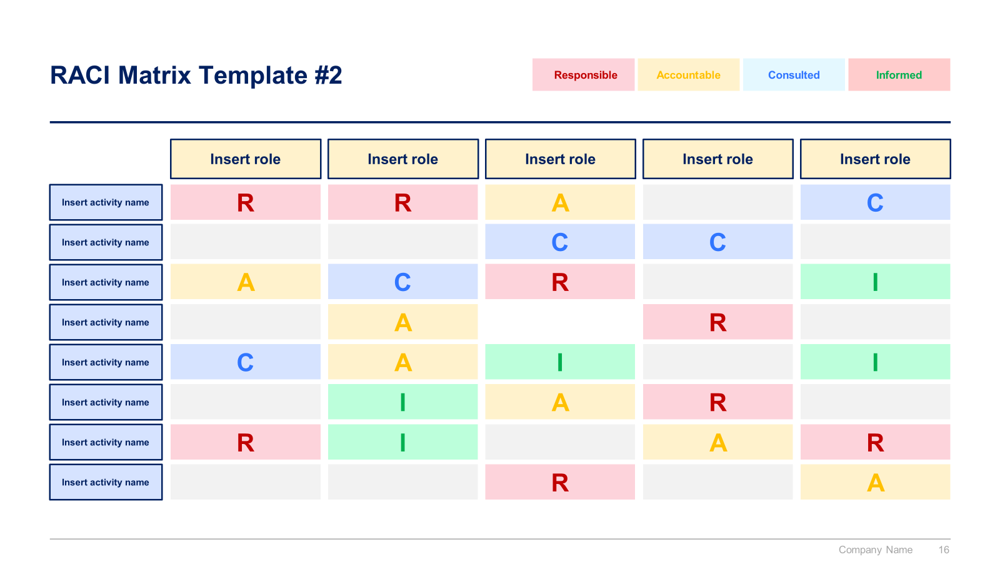 RACI Matrix Template #2
Responsible Accountable Consulted Informed
Insert role Insert role Insert role Insert role Insert role
Insert activity name R R A C
Insert activity name C C
Insert activity name A C R I
Insert activity name A R
Insert activity name C A I I
Insert activity name I A R
Insert activity name R I A R
Insert activity name R A
Company Name 16